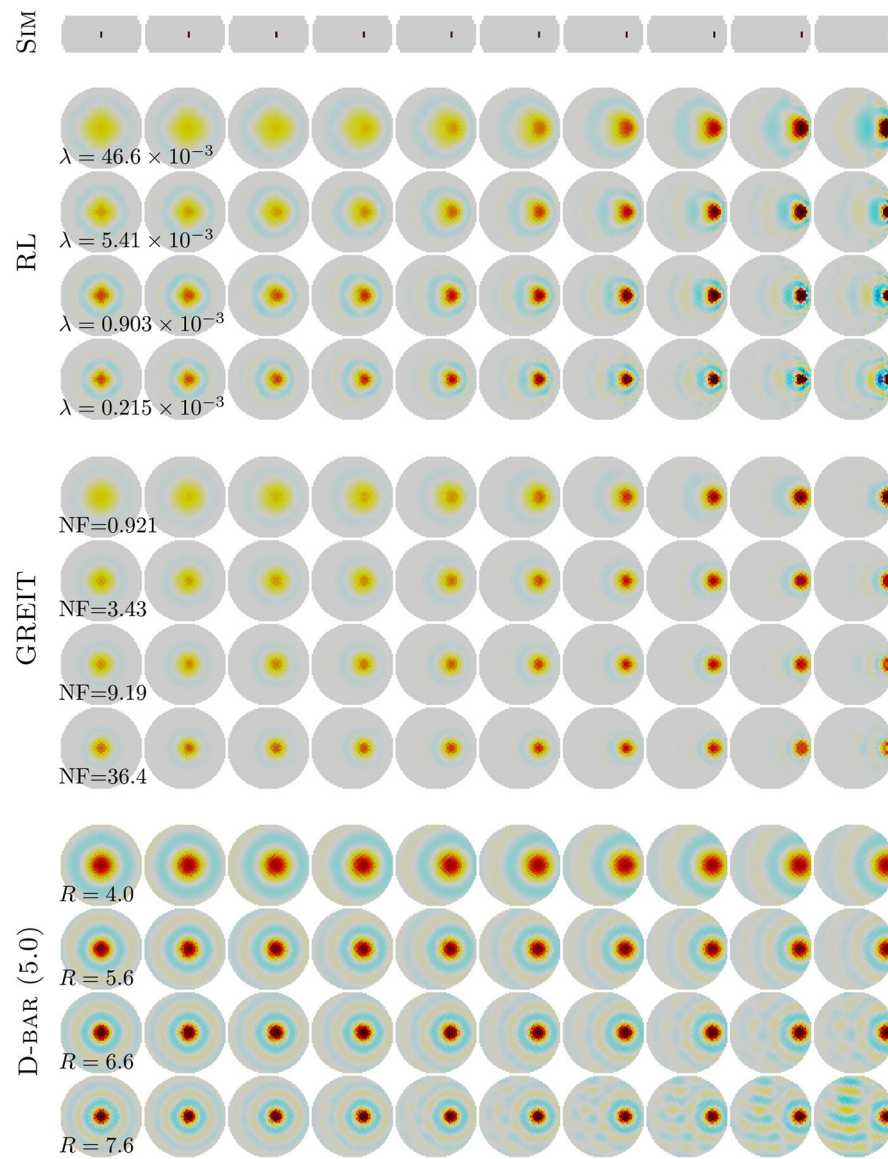 SIM
RL
λ = 46.6 × 10⁻³
λ = 5.41 × 10⁻³
λ = 0.903 × 10⁻³
λ = 0.215 × 10⁻³
GREIT
NF=0.921
NF=3.43
NF=9.19
NF=36.4
D-BAR (5.0)
R = 4.0
R = 5.6
R = 6.6
R = 7.6